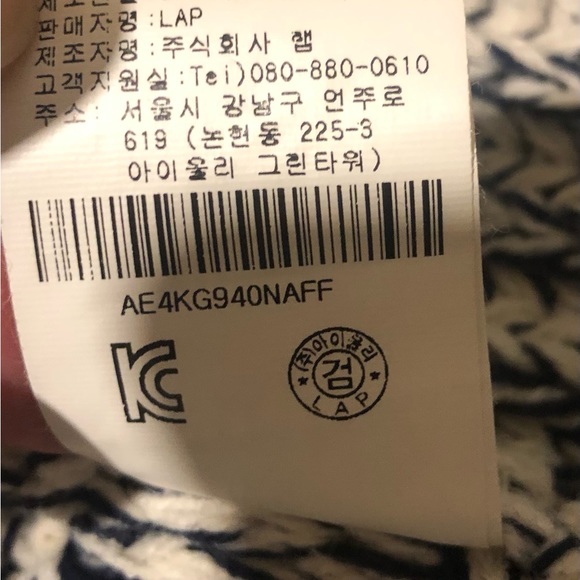 판매자명:LAP
제조자명:주식회사 랩
고객지원실:Tel)080-880-0610
주소: 서울시 강남구 언주로
619 (논현동 225-3
아이올리 그린타워)
AE4KG940NAFF
KC
(주)아이올리
검
LAP